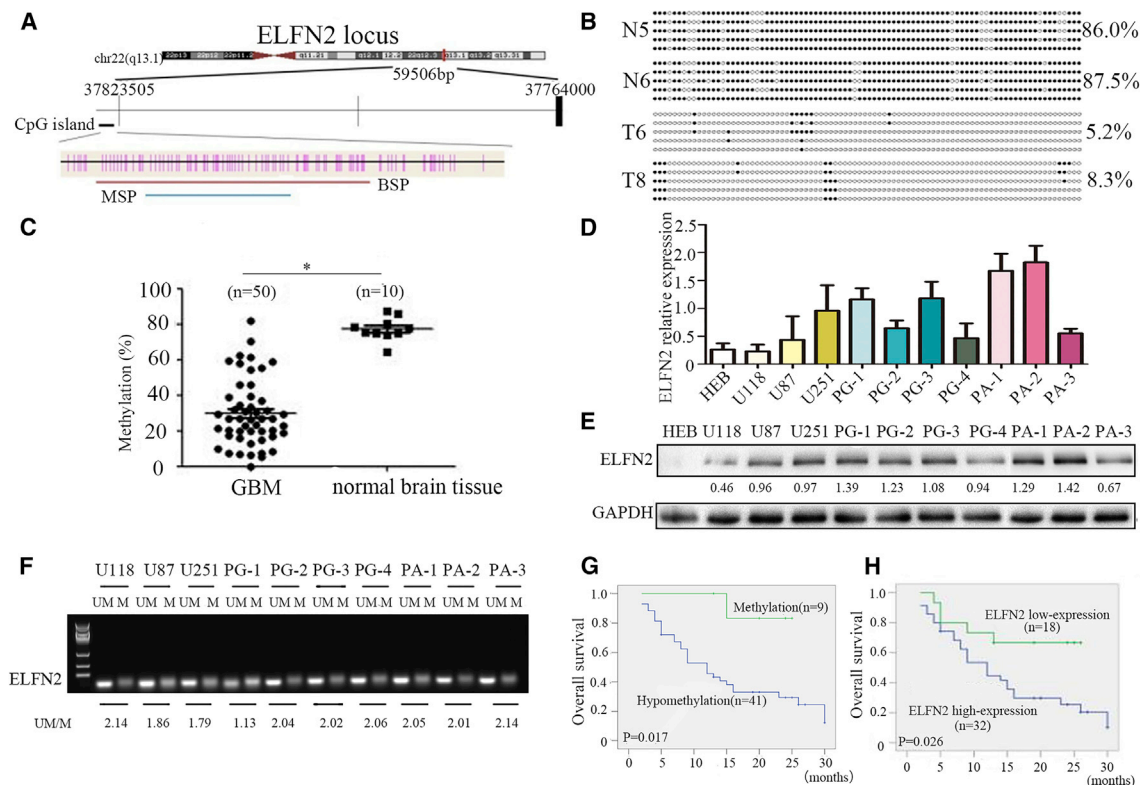 A
ELFN2 locus
chr22(q13.1)
59506bp
37823505
37764000
CpG island
BSP
MSP
B
N5
86.0%
N6
87.5%
T6
5.2%
T8
8.3%
C
*
(n=50)
(n=10)
Methylation (%)
100
80
60
40
20
0
GBM
normal brain tissue
D
ELFN2 relative expression
2.5
2.0
1.5
1.0
0.5
0
HEB U118 U87 U251 PG-1 PG-2 PG-3 PG-4 PA-1 PA-2 PA-3
E
HEB U118 U87 U251 PG-1 PG-2 PG-3 PG-4 PA-1 PA-2 PA-3
ELFN2
0.46 0.96 0.97 1.39 1.23 1.08 0.94 1.29 1.42 0.67
GAPDH
F
U118 U87 U251 PG-1 PG-2 PG-3 PG-4 PA-1 PA-2 PA-3
UM M UM M UM M UM M UM M UM M UM M UM M UM M UM M
ELFN2
UM/M 2.14 1.86 1.79 1.13 2.04 2.02 2.06 2.05 2.01 2.14
G
Overall survival
1.0
0.8
0.6
0.4
0.2
0.0
Methylation(n=9)
Hypomethylation(n=41)
P=0.017
0 5 10 15 20 25 30
(months)
H
Overall survival
1.0
0.8
0.6
0.4
0.2
0.0
ELFN2 low-expression
(n=18)
ELFN2 high-expression
(n=32)
P=0.026
0 5 10 15 20 25 30
(months)